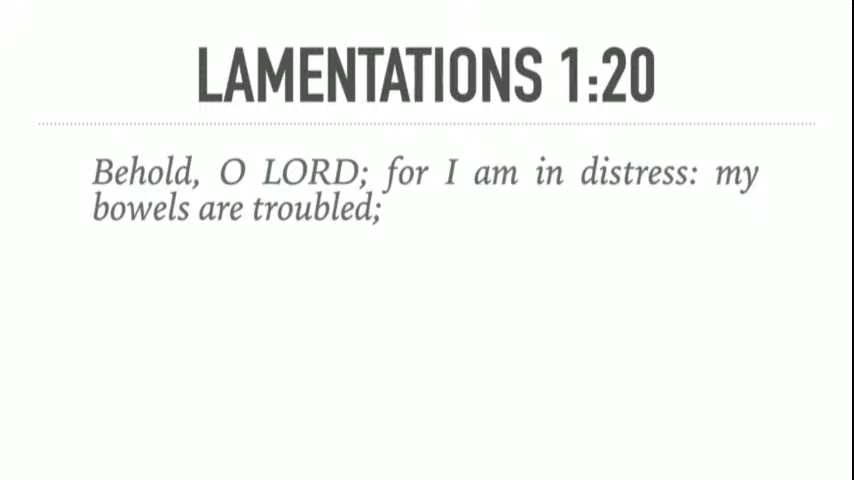 LAMENTATIONS 1:20
Behold, O LORD; for I am in distress: my
bowels are troubled;